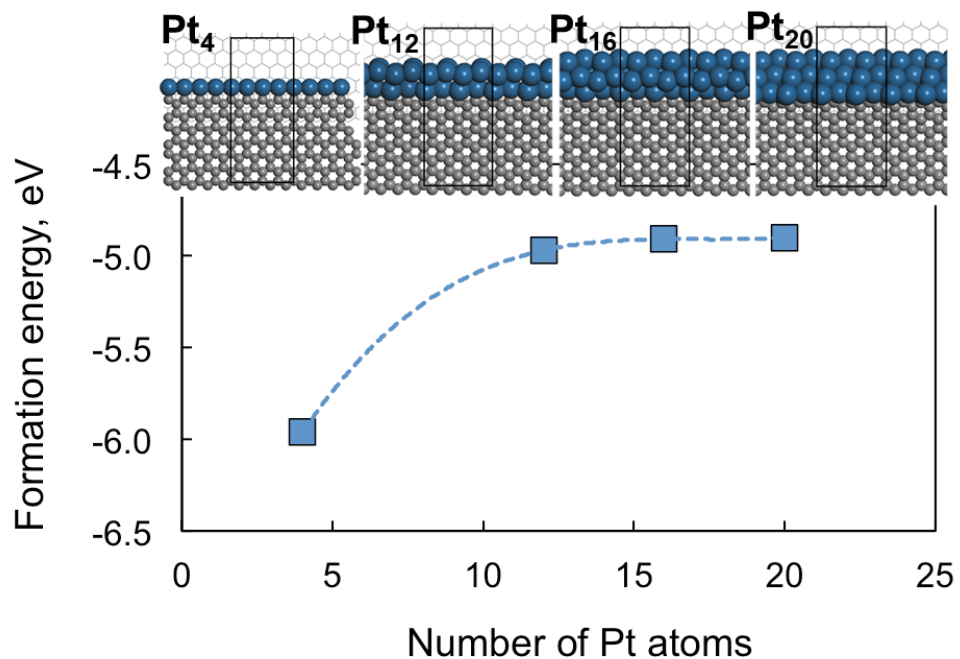 Pt4 Pt12 Pt16 Pt20
-4.5
-5.0
-5.5
-6.0
-6.5
0 5 10 15 20 25
Formation energy, eV
Number of Pt atoms